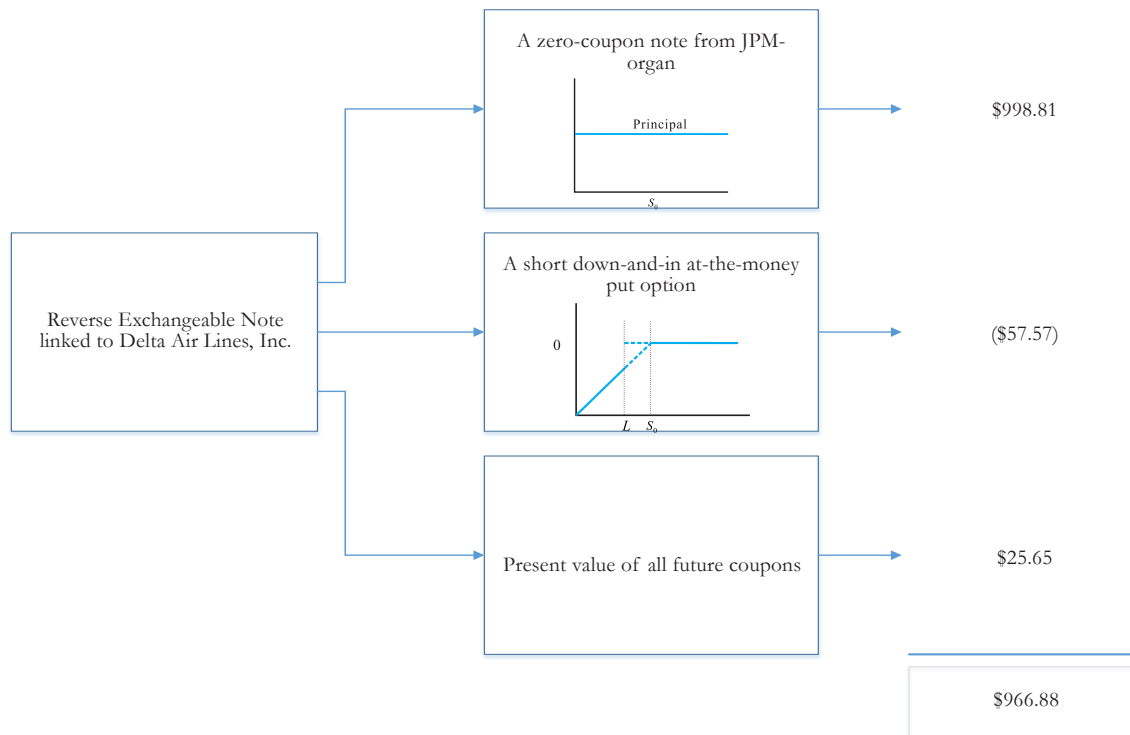 A zero-coupon note from JPM-
organ
Principal
S0
$998.81
Reverse Exchangeable Note
linked to Delta Air Lines, Inc.
A short down-and-in at-the-money
put option
0
L S0
($57.57)
Present value of all future coupons
$25.65
$966.88